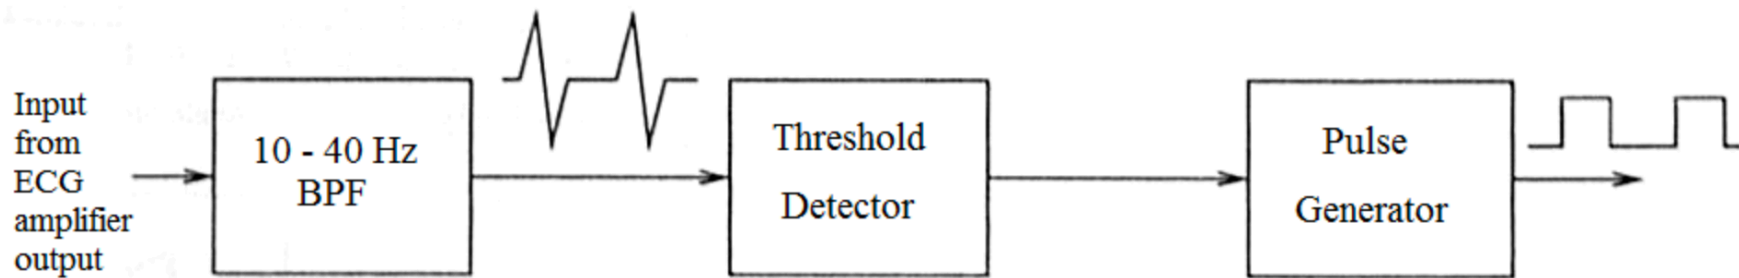 Input
from
ECG
amplifier
output
10 - 40 Hz
BPF
Threshold
Detector
Pulse
Generator